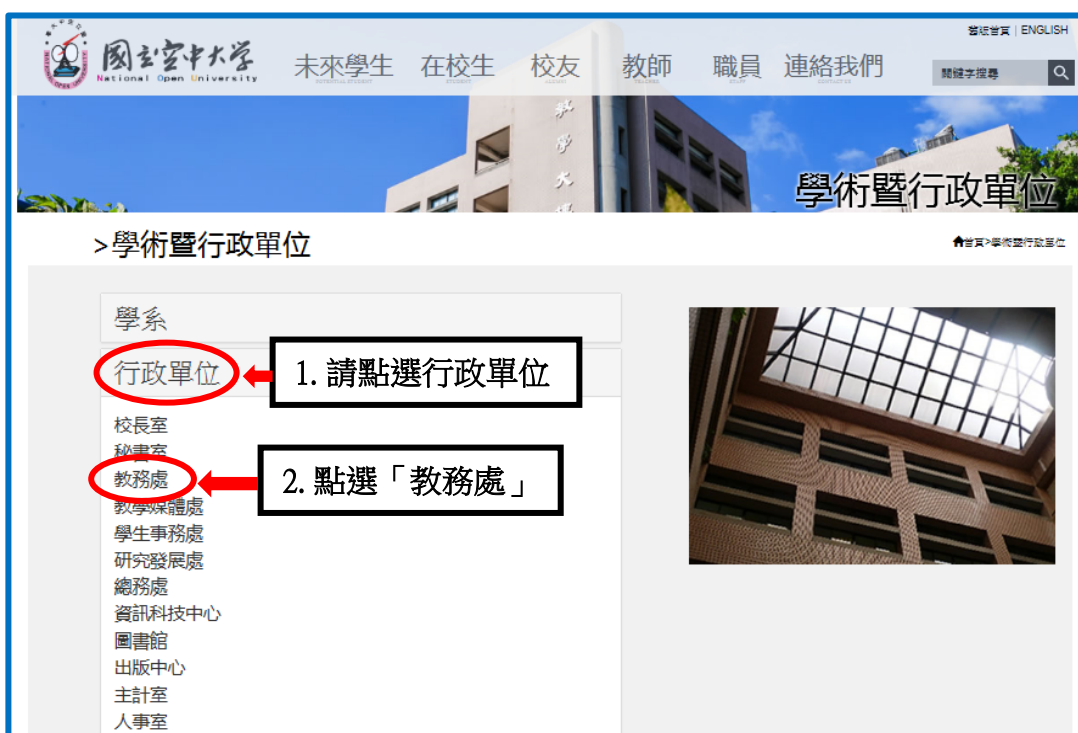 舊版首頁 | ENGLISH
國立空中大學
National Open University
未來學生 在校生 校友 教師 職員 連絡我們
關鍵字搜尋
教學大樓
學術暨行政單位
>學術暨行政單位
首頁>學術暨行政單位
學系
行政單位
1. 請點選行政單位
校長室
秘書室
教務處
2. 點選「教務處」
教學媒體處
學生事務處
研究發展處
總務處
資訊科技中心
圖書館
出版中心
主計室
人事室